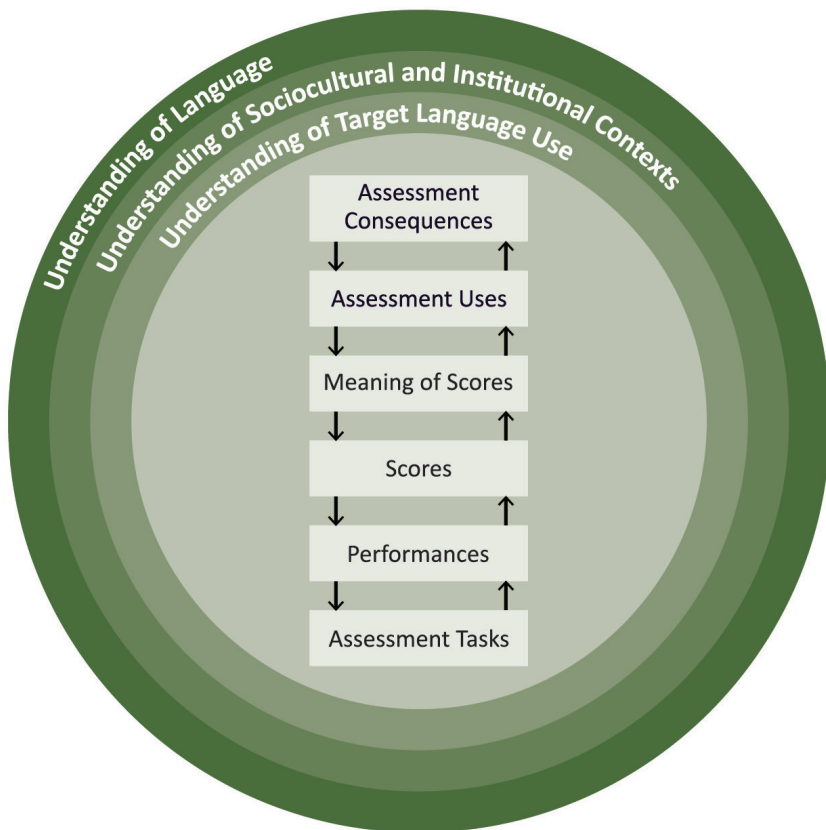 Understanding of Language
Understanding of Sociocultural and Institutional Contexts
Understanding of Target Language Use
Assessment
Consequences
Assessment Uses
Meaning of Scores
Scores
Performances
Assessment Tasks